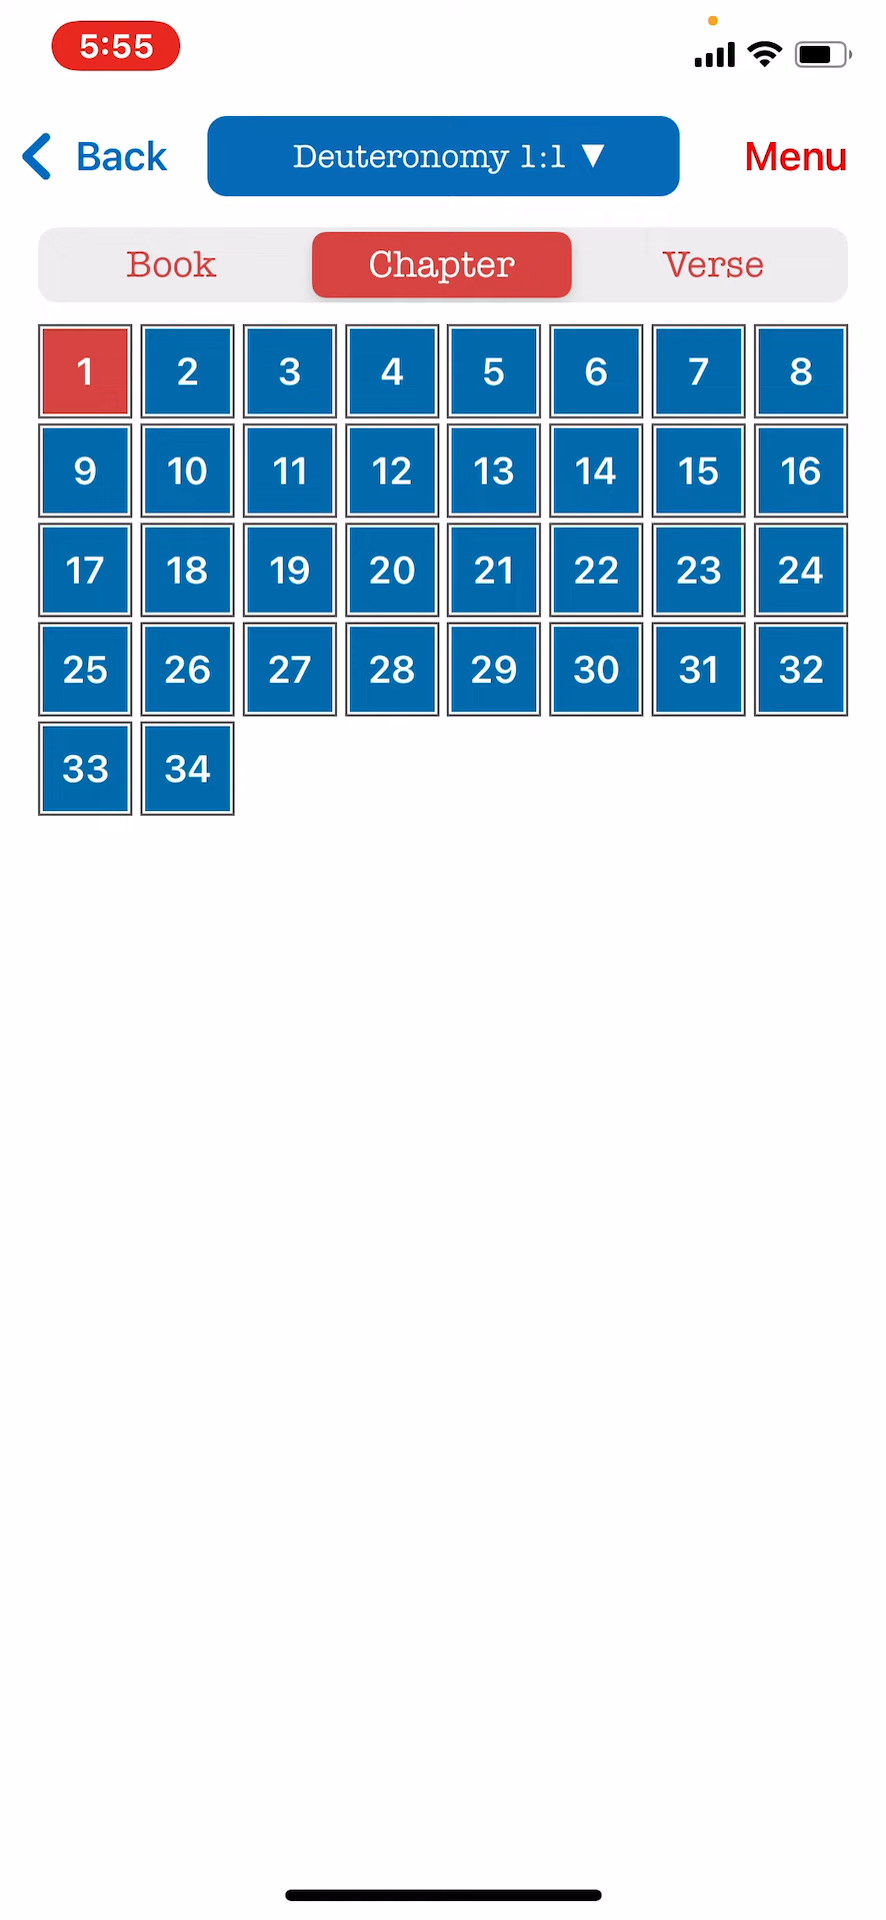 5:55
Back Deuteronomy 1:1 ▼ Menu
Book Chapter Verse
1 2 3 4 5 6 7 8
9 10 11 12 13 14 15 16
17 18 19 20 21 22 23 24
25 26 27 28 29 30 31 32
33 34